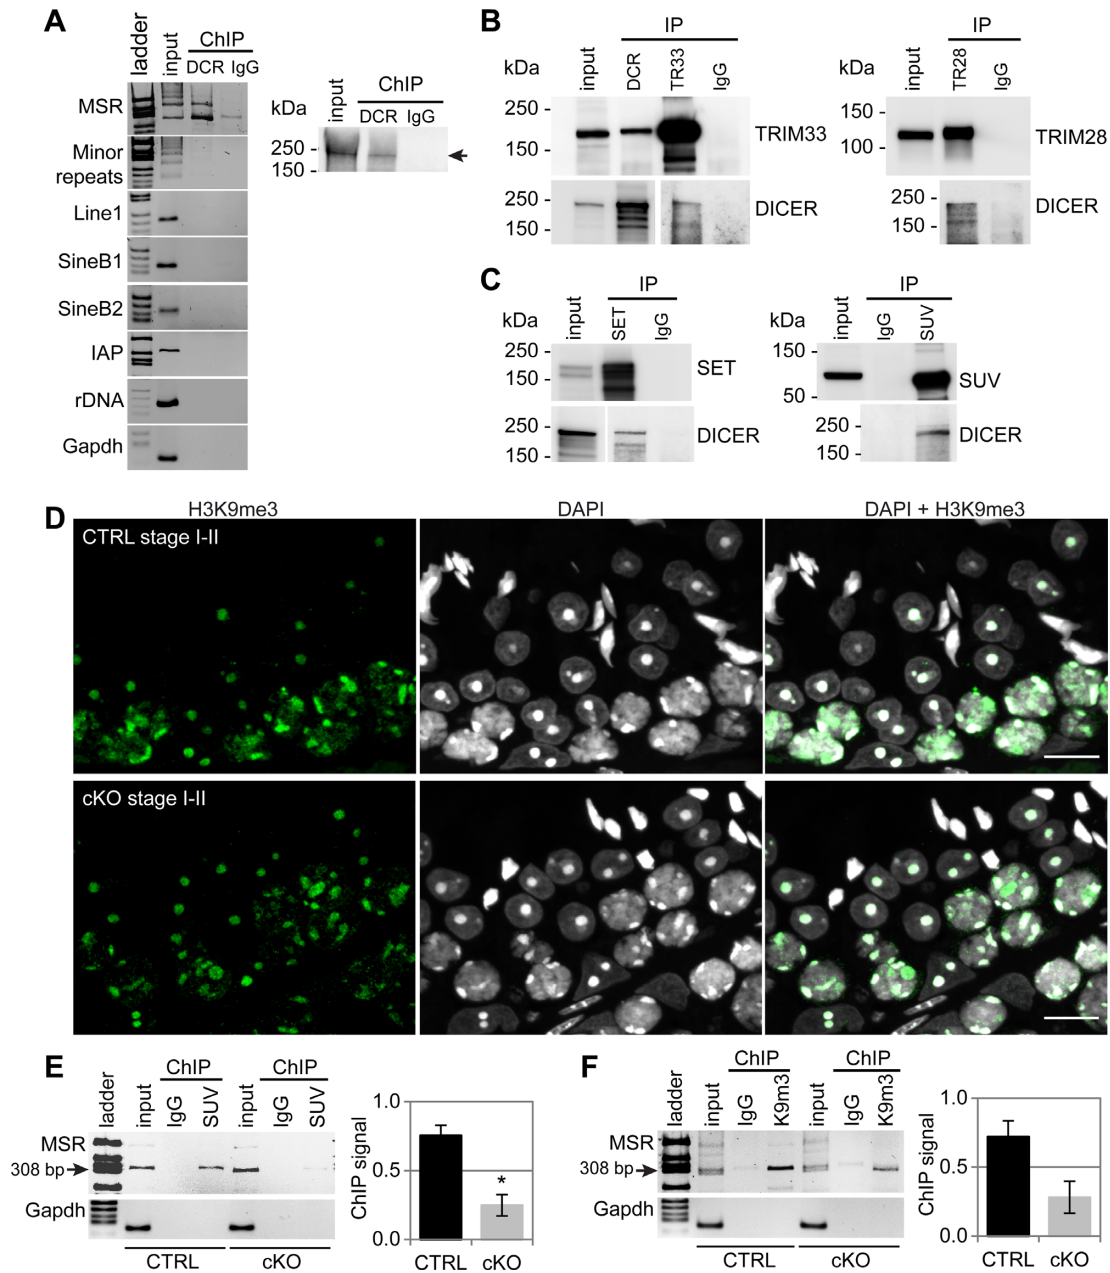 A
ladder
input
ChIP
DCR IgG
MSR
Minor
repeats
Line1
SineB1
SineB2
IAP
rDNA
Gapdh
kDa
input
ChIP
DCR IgG
250
150
B
IP
kDa
input
DCR
TR33
IgG
250
150
TRIM33
250
150
DICER
IP
kDa
input
TR28
IgG
150
100
TRIM28
250
150
DICER
C
IP
kDa
input
SET
IgG
250
150
SET
250
150
DICER
IP
kDa
input
IgG
SUV
150
50
SUV
250
150
DICER
D
H3K9me3
DAPI
DAPI + H3K9me3
CTRL stage I-II
cKO stage I-II
E
ChIP
ChIP
ladder
input
IgG
SUV
input
IgG
SUV
MSR
308 bp
Gapdh
CTRL
cKO
ChIP signal
1.0
0.5
0.0
*
CTRL cKO
F
ChIP
ChIP
ladder
input
IgG
K9m3
input
IgG
K9m3
MSR
308 bp
Gapdh
CTRL
cKO
ChIP signal
1.0
0.5
0.0
CTRL cKO